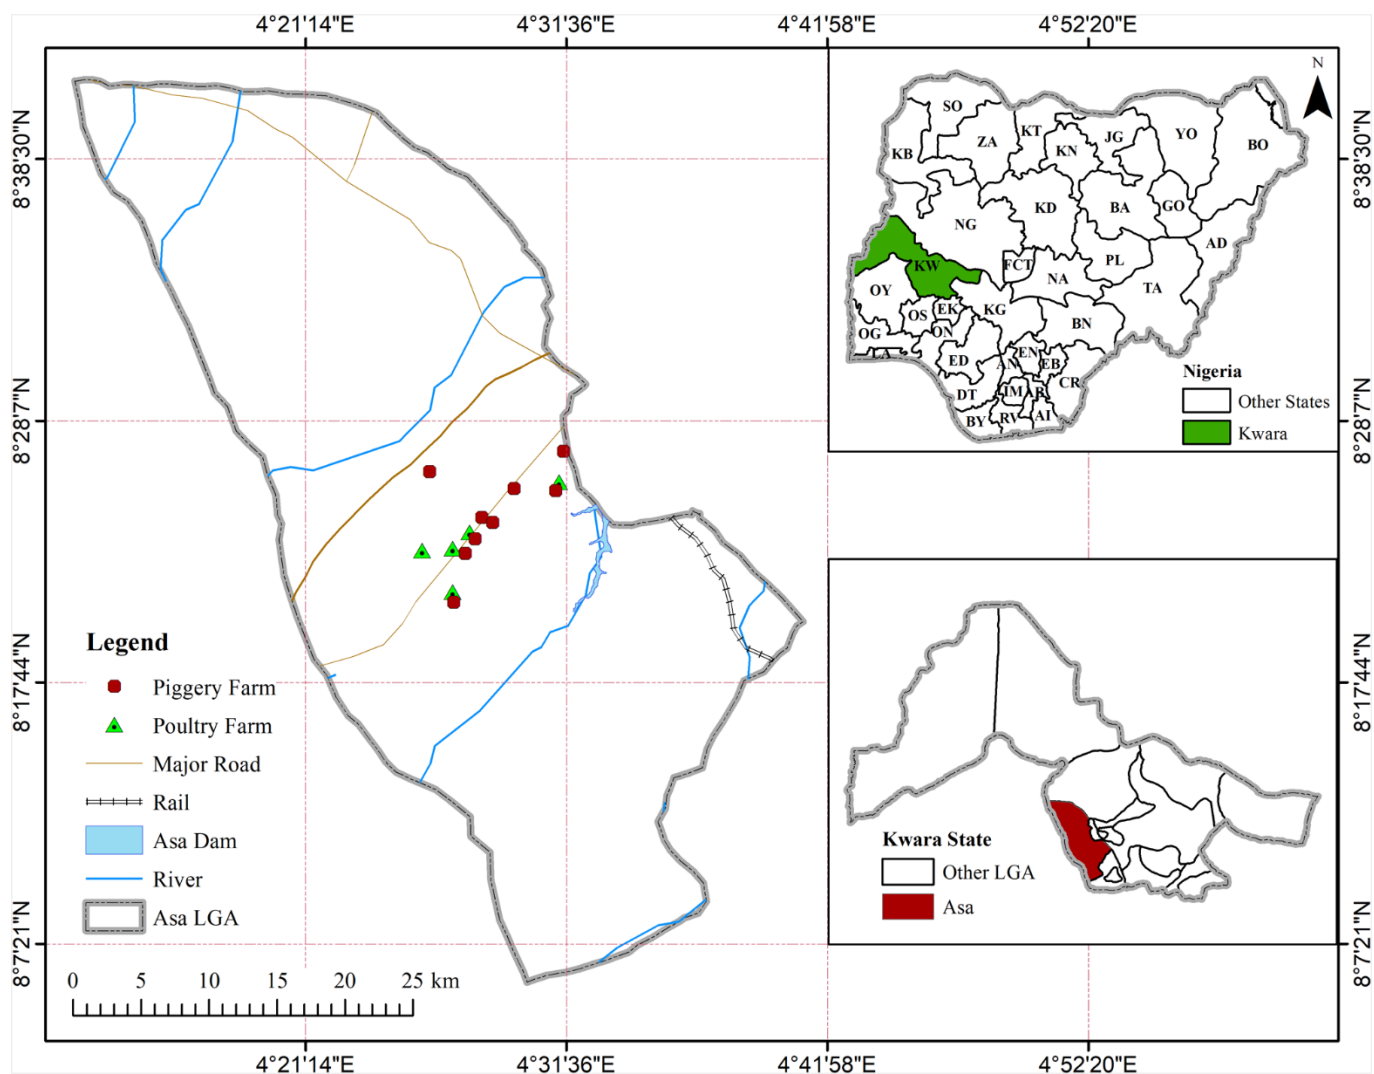 4°21'14"E
4°31'36"E
4°41'58"E
4°52'20"E
8°38'30"N
8°28'7"N
8°17'44"N
8°7'21"N
N
SO
KT
JG
YO
BO
ZA
KN
KB
KD
BA
GO
NG
AD
PL
KW
FCT
NA
TA
OY
EK
KG
OS
BN
OG
ON
LA
ED
AN
EN
EB
CR
DT
IM
AB
BY
RV
AI
Nigeria
Other States
Kwara
8°38'30"N
8°28'7"N
8°17'44"N
8°7'21"N
Kwara State
Other LGA
Asa
Legend
Piggery Farm
Poultry Farm
Major Road
Rail
Asa Dam
River
Asa LGA
0 5 10 15 20 25 km
4°21'14"E
4°31'36"E
4°41'58"E
4°52'20"E